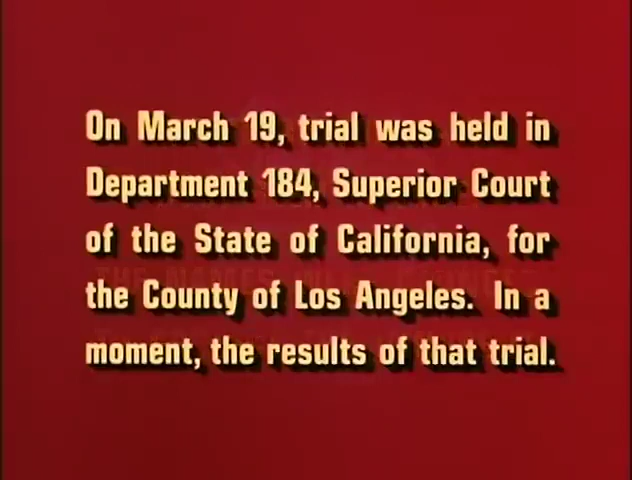 On March 19, trial was held in
Department 184, Superior Court
of the State of California, for
the County of Los Angeles. In a
moment, the results of that trial.